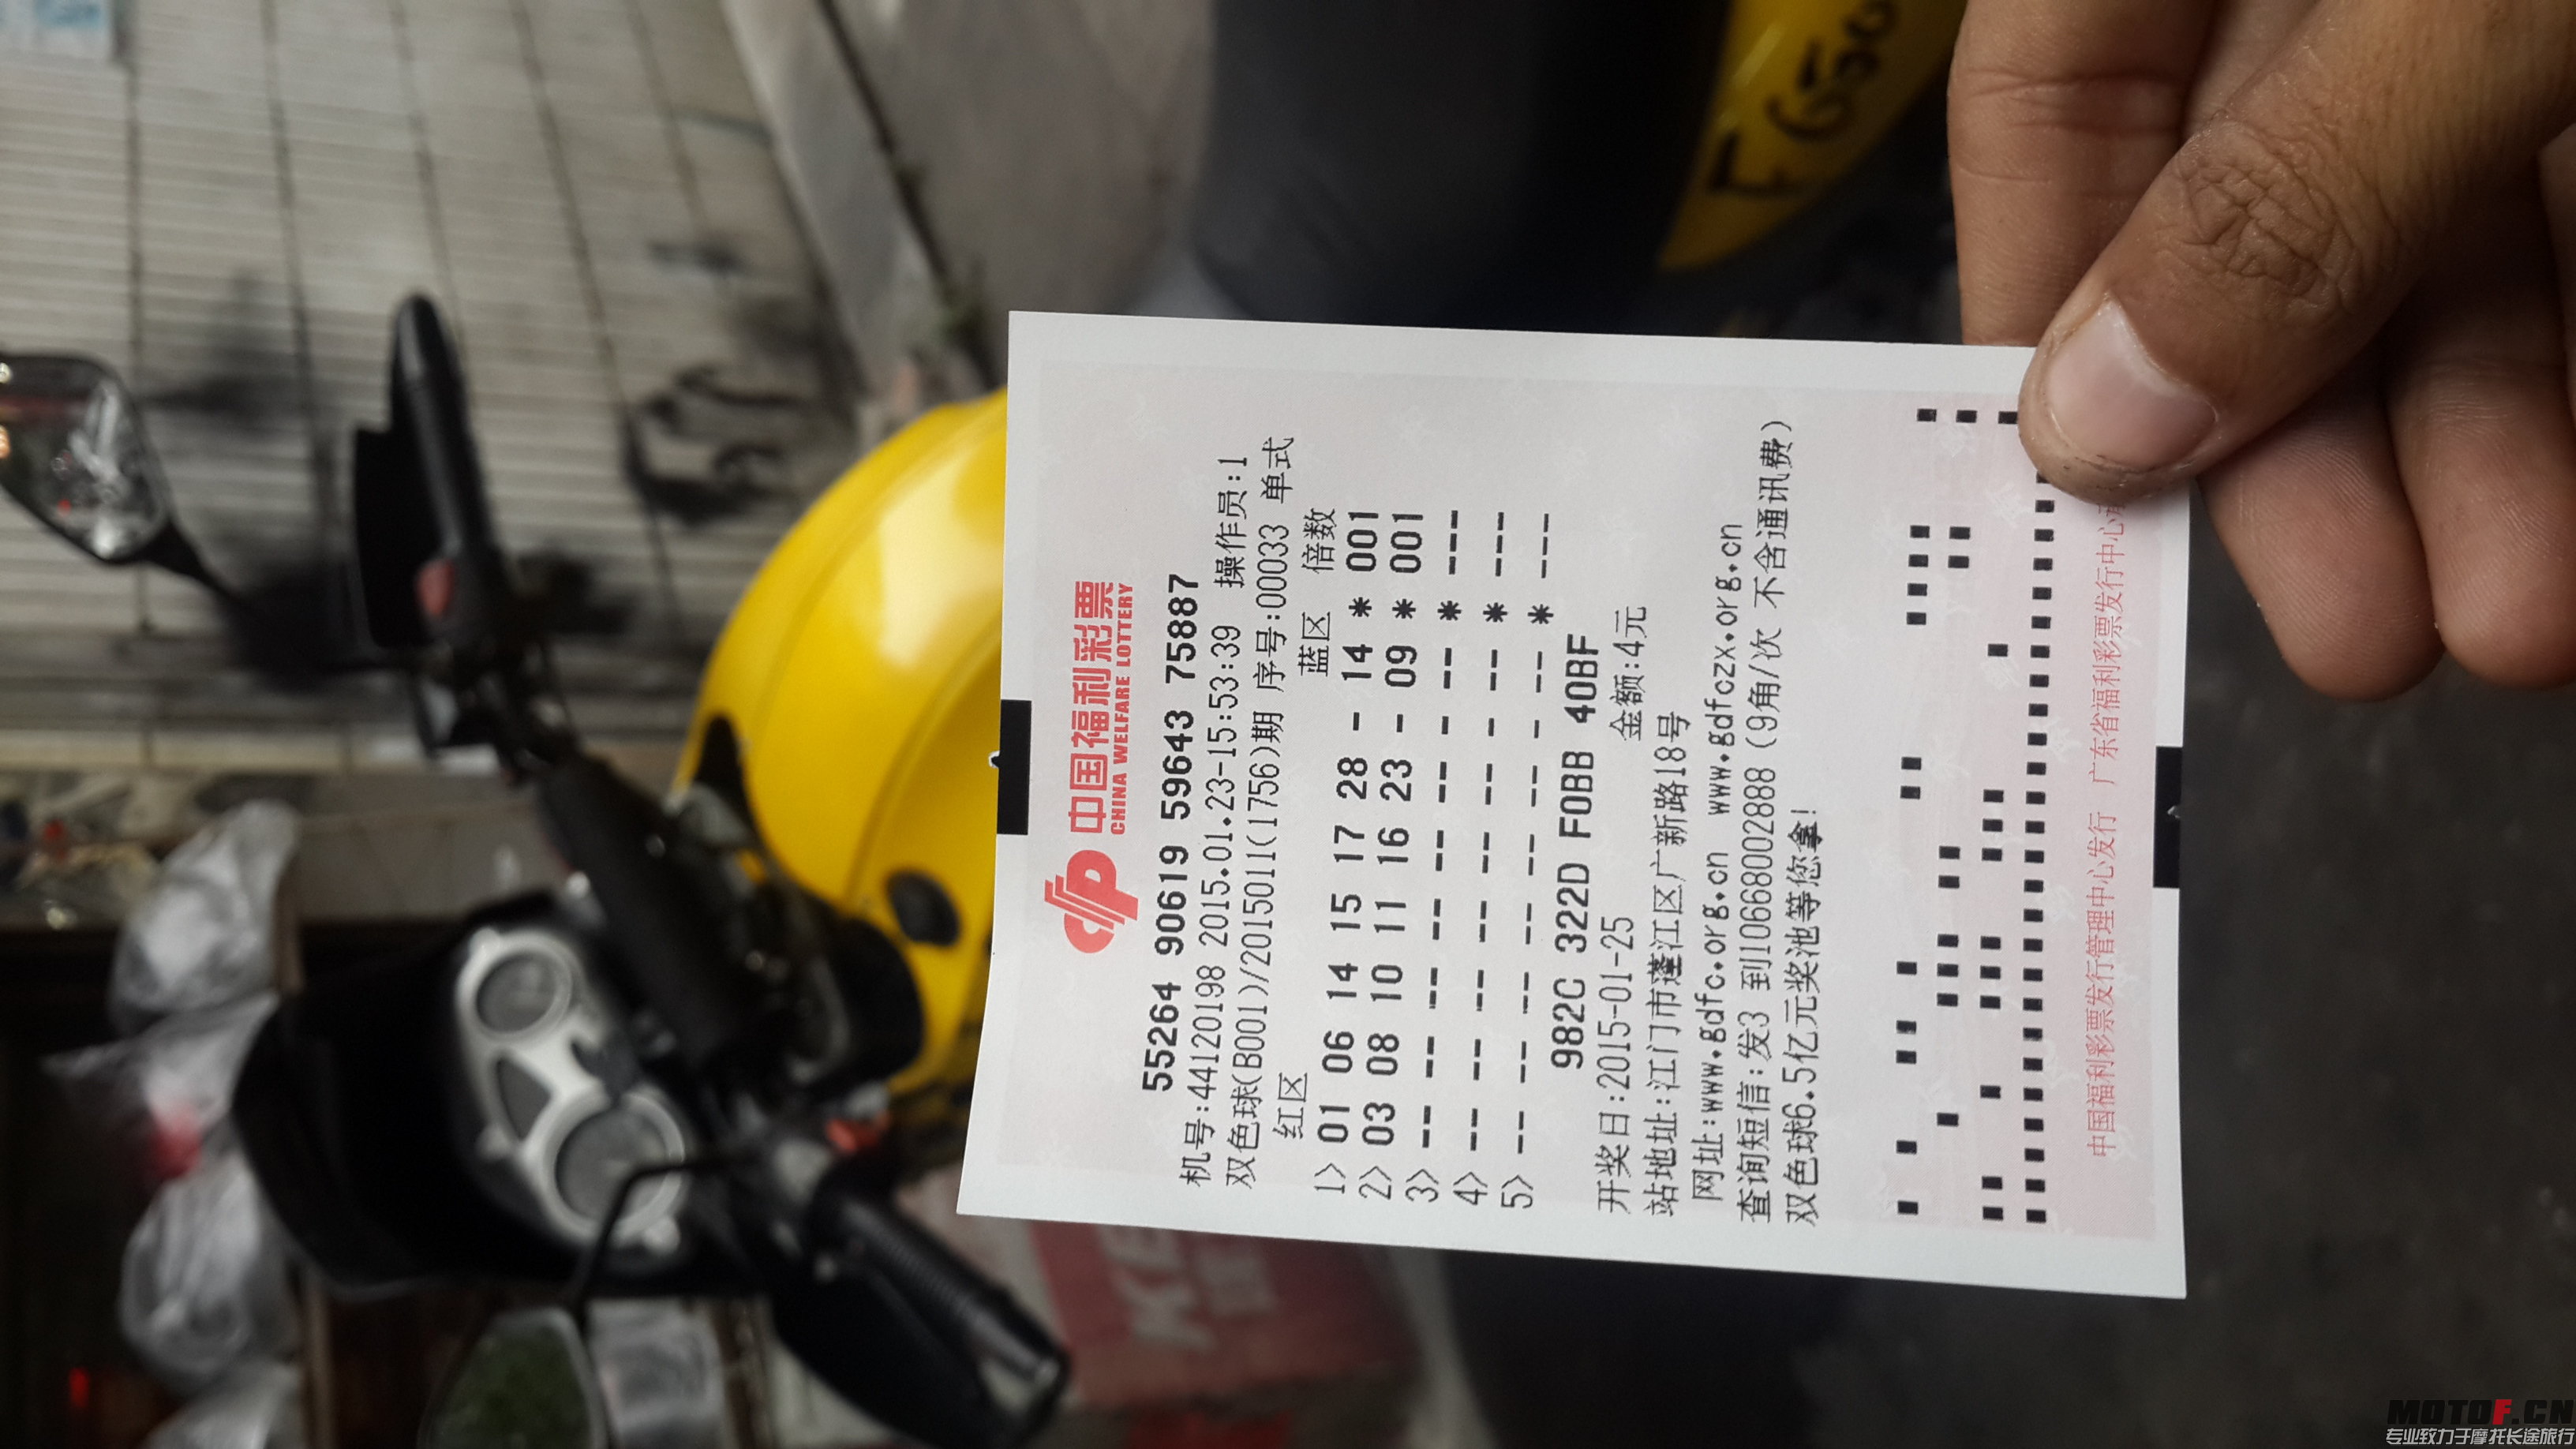 中国福利彩票
CHINA WELFARE LOTTERY
55264 90619 59643 75887
机号:44120198 2015.01.23-15:53:39 操作员:1
双色球(B001)/2015011(1756)期 序号:00033 单式
红区 蓝区 倍数
1> 01 06 14 15 17 28 - 14 * 001
2> 03 08 10 11 16 23 - 09 * 001
3> -- -- -- -- -- -- - -- * ---
4> -- -- -- -- -- -- - -- * ---
5> -- -- -- -- -- -- - -- * ---
982C 322D F0BB 40BF
开奖日:2015-01-25 金额:4元
站地址:江门市蓬江区广新路18号
网址:www.gdfc.org.cn www.gdfczx.org.cn
查询短信:发3 到10668002888 (9角/次 不含通讯费)
双色球6.5亿元奖池等您拿!
中国福利彩票发行管理中心发行 广东省福利彩票发行中心
F650
MOTOF.CN
专业致力于摩托长途旅行